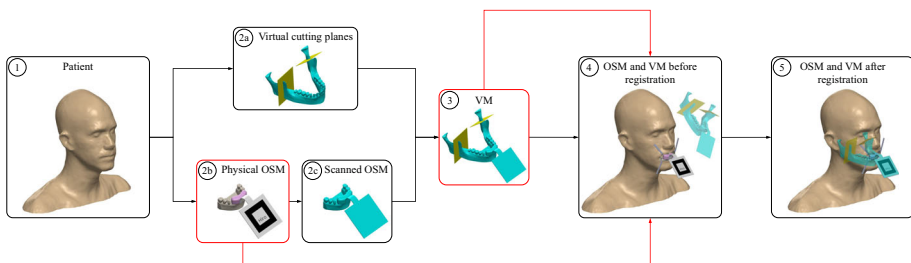 1
Patient
2a
Virtual cutting planes
2b
Physical OSM
2c
Scanned OSM
3
VM
4
OSM and VM before
registration
5
OSM and VM after
registration